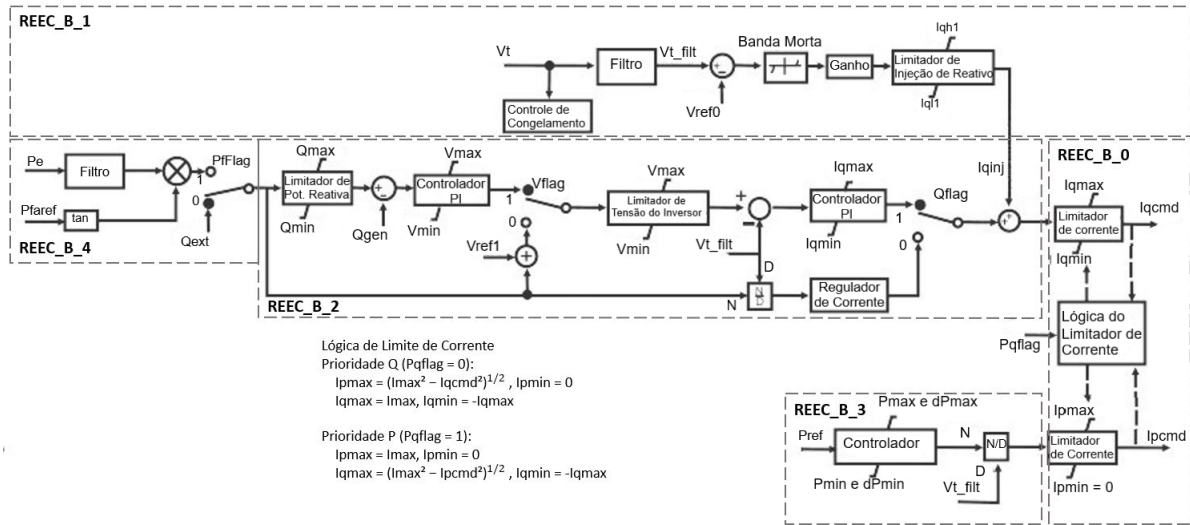 REEC_B_1
Vt
Filtro
Vt_filt
Banda Morta
Ganho
Iqh1
Limitador de
Injeção de Reativo
Iql1
Controle de
Congelamento
Vref0
+
−
REEC_B_4
Pe
Filtro
PfFlag
1
0
Pfaref
tan
Qext
REEC_B_2
Qmax
Limitador de
Pot. Reativa
Qmin
+
−
Qgen
Vmax
Controlador
PI
Vmin
Vflag
1
0
Vref1
+
Vmax
Limitador de
Tensão do Inversor
Vmin
+
−
Vt_filt
D
N
N
D
Iqmax
Controlador
PI
Iqmin
Regulador
de Corrente
Qflag
1
0
Iqinj
+
+
REEC_B_0
Iqmax
Limitador
de corrente
Iqmin
Iqcmd
Pqflag
Lógica do
Limitador de
Corrente
Ipmax
Limitador
de Corrente
Ipmin = 0
Ipcmd
REEC_B_3
Pmax e dPmax
Pref
Controlador
Pmin e dPmin
N
N/D
D
Vt_filt
Lógica de Limite de Corrente
Prioridade Q (Pqflag = 0):
Ipmax = (Imax² − Iqcmd²)^1/2 , Ipmin = 0
Iqmax = Imax, Iqmin = -Iqmax
Prioridade P (Pqflag = 1):
Ipmax = Imax, Ipmin = 0
Iqmax = (Imax² − Ipcmd²)^1/2 , Iqmin = -Iqmax